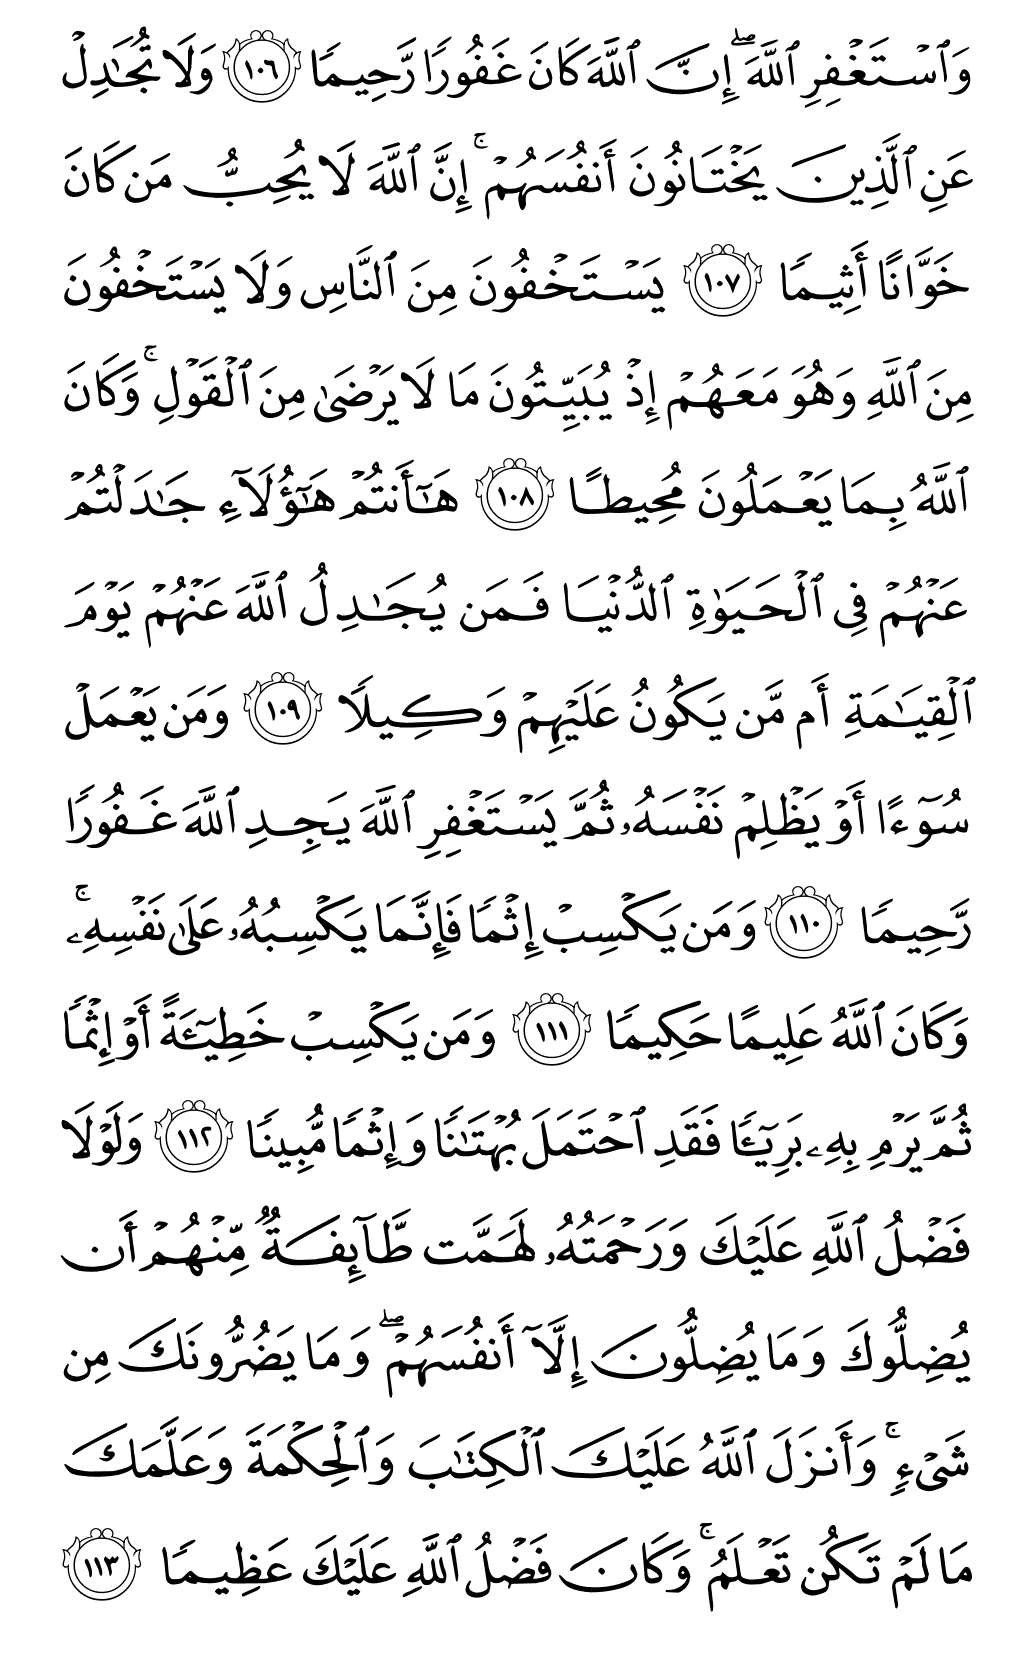 وَٱسۡتَغۡفِرِ ٱللَّهَۖ إِنَّ ٱللَّهَ كَانَ غَفُورٗا رَّحِيمٗا ١٠٦ وَلَا تُجَٰدِلۡ
عَنِ ٱلَّذِينَ يَخۡتَانُونَ أَنفُسَهُمۡۚ إِنَّ ٱللَّهَ لَا يُحِبُّ مَن كَانَ
خَوَّانًا أَثِيمٗا ١٠٧ يَسۡتَخۡفُونَ مِنَ ٱلنَّاسِ وَلَا يَسۡتَخۡفُونَ
مِنَ ٱللَّهِ وَهُوَ مَعَهُمۡ إِذۡ يُبَيِّتُونَ مَا لَا يَرۡضَىٰ مِنَ ٱلۡقَوۡلِۚ وَكَانَ
ٱللَّهُ بِمَا يَعۡمَلُونَ مُحِيطًا ١٠٨ هَٰٓأَنتُمۡ هَٰٓؤُلَآءِ جَٰدَلۡتُمۡ
عَنۡهُمۡ فِي ٱلۡحَيَوٰةِ ٱلدُّنۡيَا فَمَن يُجَٰدِلُ ٱللَّهَ عَنۡهُمۡ يَوۡمَ
ٱلۡقِيَٰمَةِ أَم مَّن يَكُونُ عَلَيۡهِمۡ وَكِيلٗا ١٠٩ وَمَن يَعۡمَلۡ
سُوٓءًا أَوۡ يَظۡلِمۡ نَفۡسَهُۥ ثُمَّ يَسۡتَغۡفِرِ ٱللَّهَ يَجِدِ ٱللَّهَ غَفُورٗا
رَّحِيمٗا ١١٠ وَمَن يَكۡسِبۡ إِثۡمٗا فَإِنَّمَا يَكۡسِبُهُۥ عَلَىٰ نَفۡسِهِۦۚ
وَكَانَ ٱللَّهُ عَلِيمًا حَكِيمٗا ١١١ وَمَن يَكۡسِبۡ خَطِيٓـَٔةً أَوۡ إِثۡمٗا
ثُمَّ يَرۡمِ بِهِۦ بَرِيٓـٔٗا فَقَدِ ٱحۡتَمَلَ بُهۡتَٰنٗا وَإِثۡمٗا مُّبِينٗا ١١٢ وَلَوۡلَا
فَضۡلُ ٱللَّهِ عَلَيۡكَ وَرَحۡمَتُهُۥ لَهَمَّت طَّآئِفَةٞ مِّنۡهُمۡ أَن
يُضِلُّوكَ وَمَا يُضِلُّونَ إِلَّآ أَنفُسَهُمۡۖ وَمَا يَضُرُّونَكَ مِن
شَيۡءٖۚ وَأَنزَلَ ٱللَّهُ عَلَيۡكَ ٱلۡكِتَٰبَ وَٱلۡحِكۡمَةَ وَعَلَّمَكَ
مَا لَمۡ تَكُن تَعۡلَمُۚ وَكَانَ فَضۡلُ ٱللَّهِ عَلَيۡكَ عَظِيمٗا ١١٣